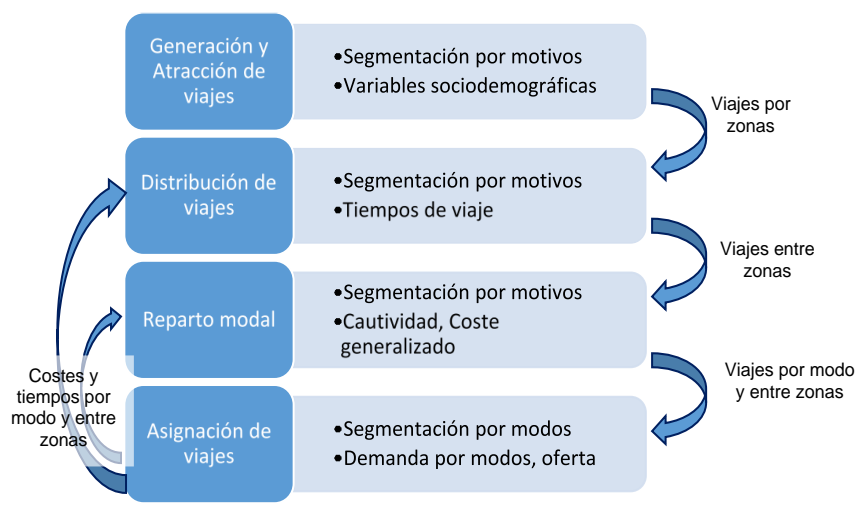 Generación y
Atracción de
viajes
•Segmentación por motivos
•Variables sociodemográficas
Viajes por
zonas
Distribución de
viajes
•Segmentación por motivos
•Tiempos de viaje
Viajes entre
zonas
Reparto modal
•Segmentación por motivos
•Cautividad, Coste
generalizado
Viajes por modo
y entre zonas
Costes y
tiempos por
modo y entre
zonas
Asignación de
viajes
•Segmentación por modos
•Demanda por modos, oferta